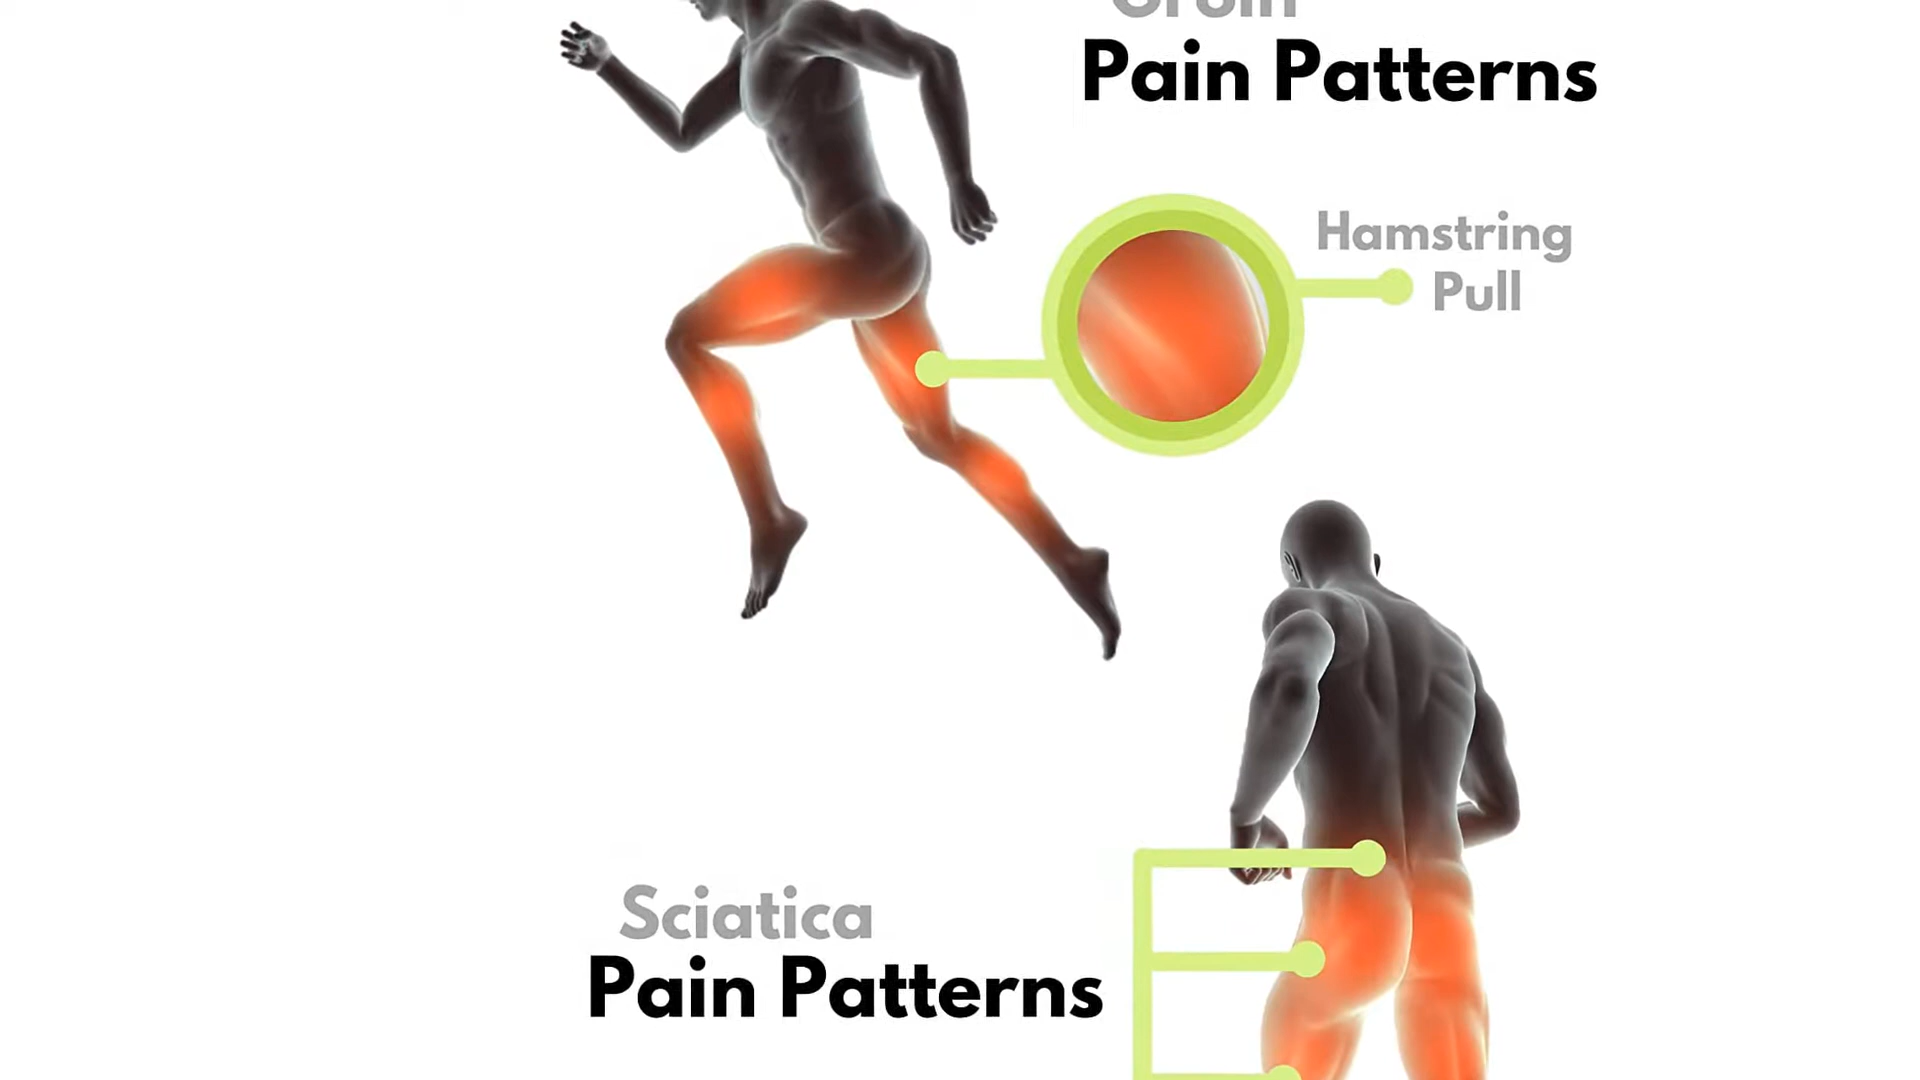 Pain Patterns
Hamstring
Pull
Sciatica
Pain Patterns